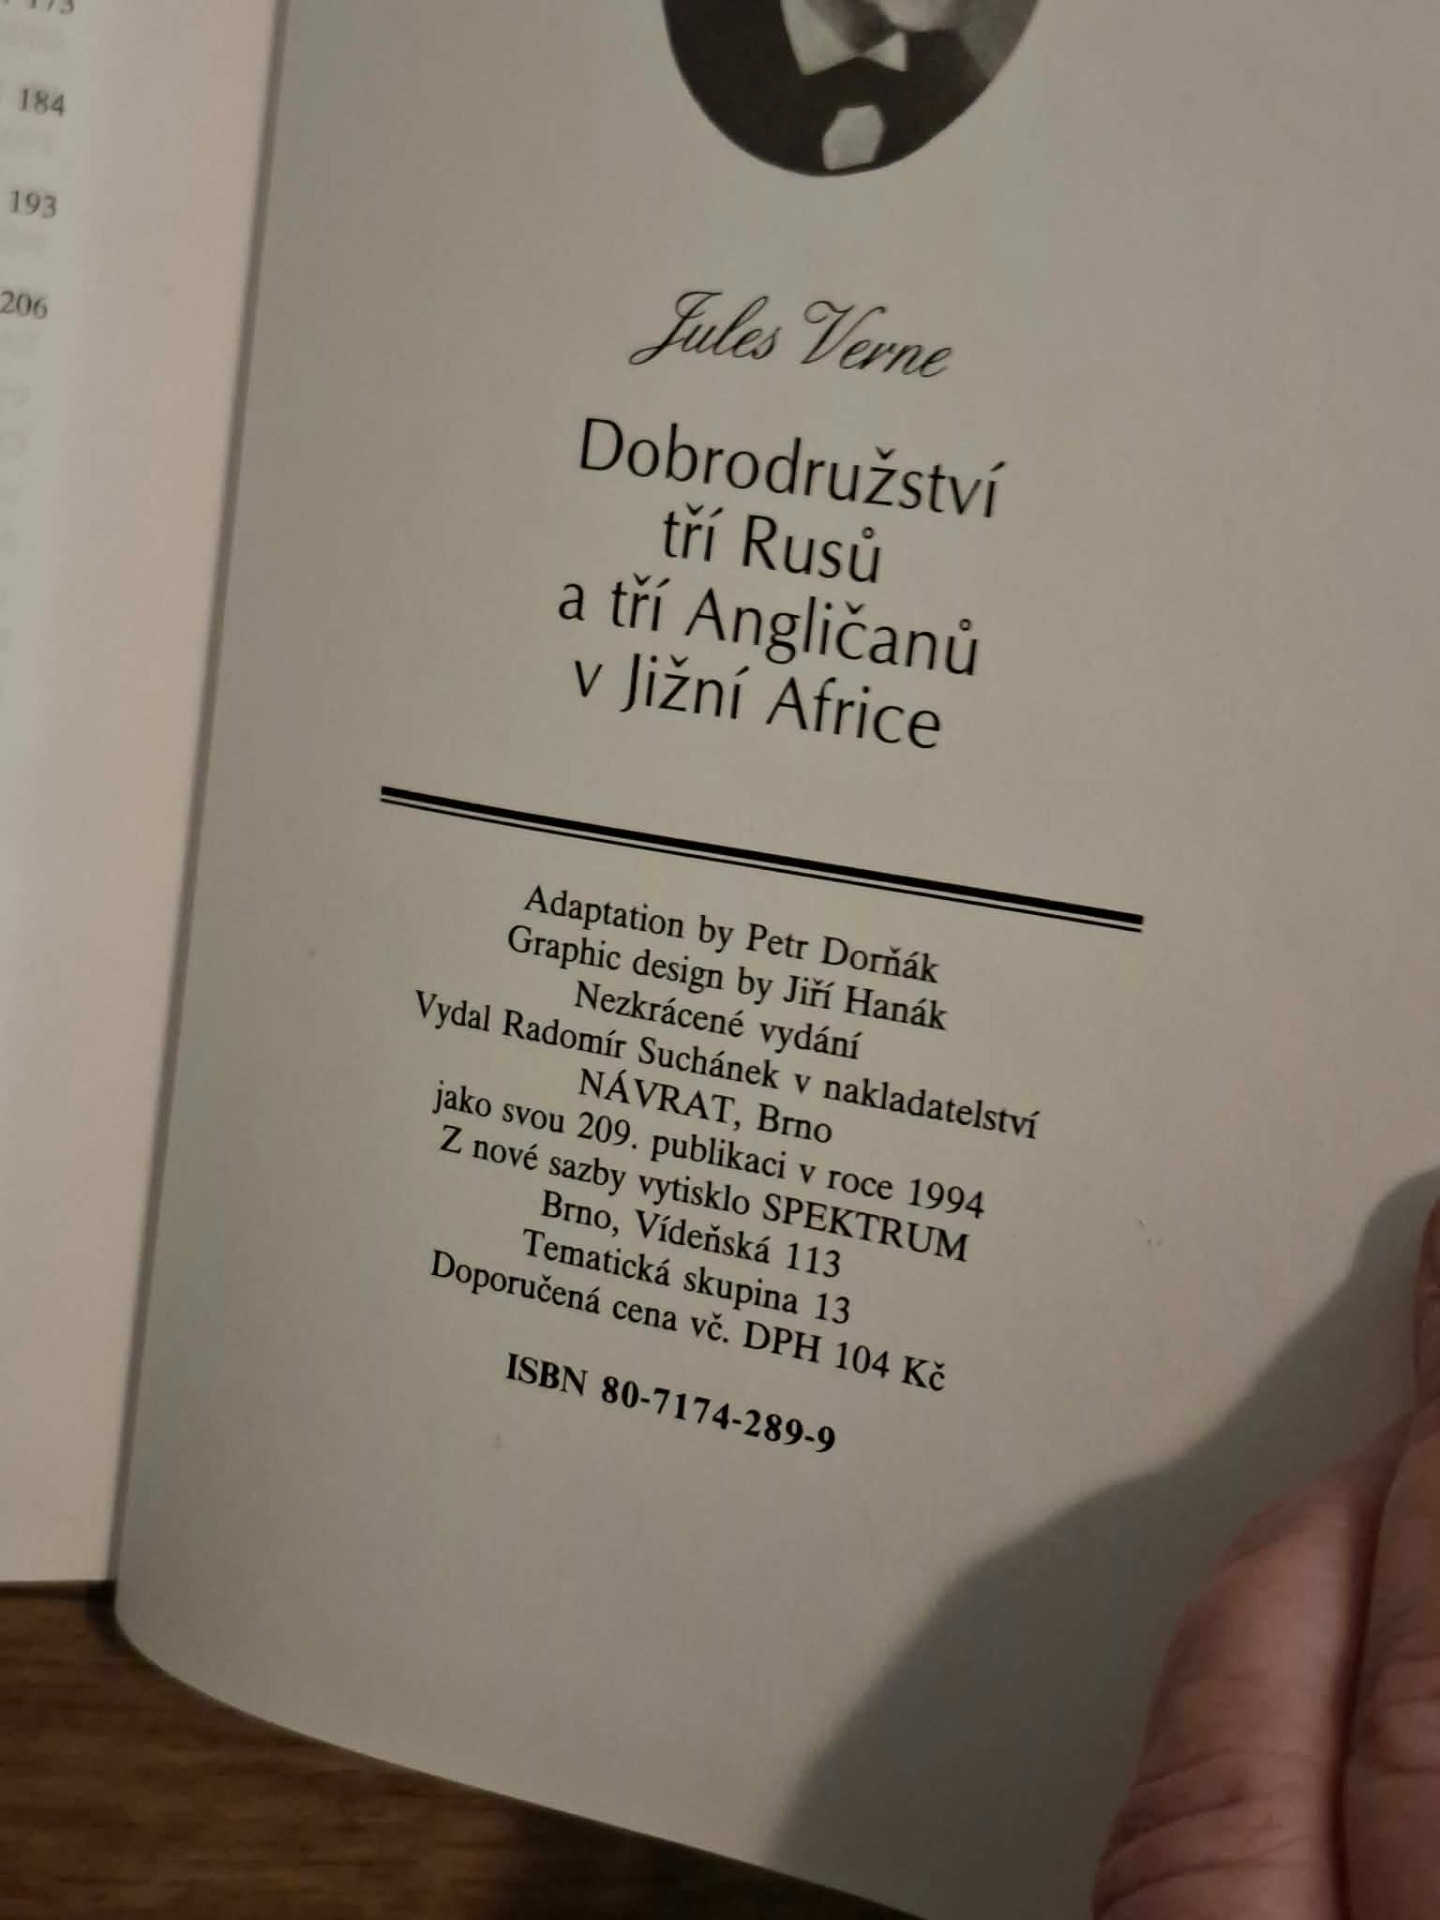 173
184
193
206
Jules Verne
Dobrodružství
tří Rusů
a tří Angličanů
v Jižní Africe
Adaptation by Petr Dorňák
Graphic design by Jiří Hanák
Nezkrácené vydání
Vydal Radomír Suchánek v nakladatelství
NÁVRAT, Brno
jako svou 209. publikaci v roce 1994
Z nové sazby vytisklo SPEKTRUM
Brno, Vídeňská 113
Tematická skupina 13
Doporučená cena vč. DPH 104 Kč
ISBN 80-7174-289-9